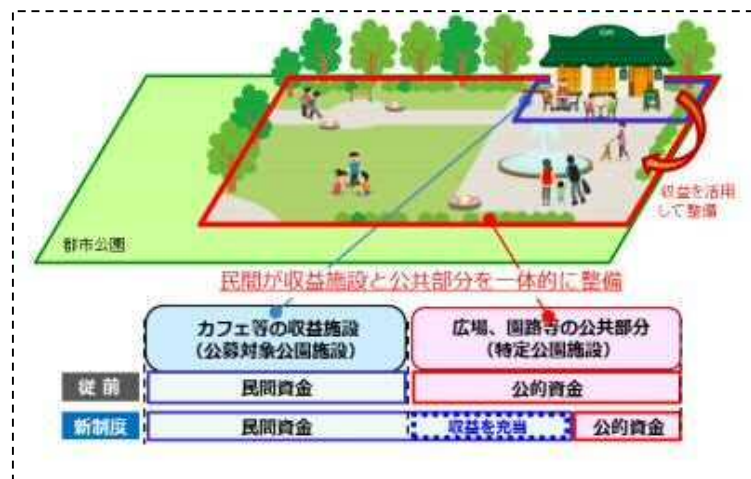 収益を活用
して整備
都市公園
民間が収益施設と公共部分を一体的に整備
カフェ等の収益施設
(公募対象公園施設)
広場、園路等の公共部分
(特定公園施設)
従前
民間資金
公的資金
新制度
民間資金
収益を充当
公的資金